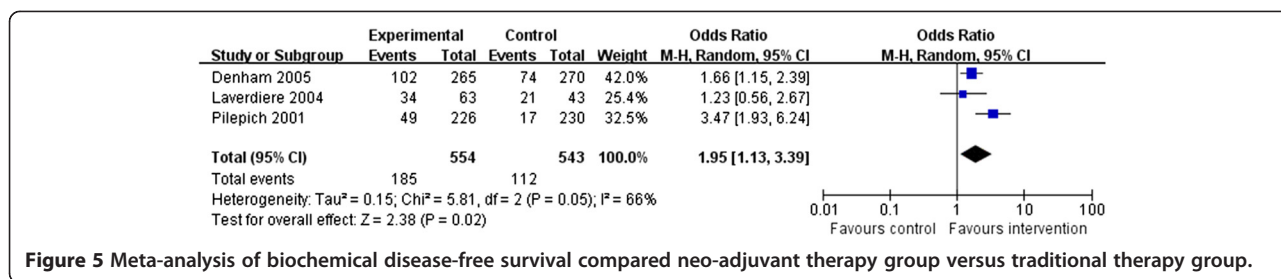 Experimental Control Odds Ratio Odds Ratio
Study or Subgroup Events Total Events Total Weight M-H, Random, 95% CI M-H, Random, 95% CI
Denham 2005 102 265 74 270 42.0% 1.66 [1.15, 2.39]
Laverdiere 2004 34 63 21 43 25.4% 1.23 [0.56, 2.67]
Pilepich 2001 49 226 17 230 32.5% 3.47 [1.93, 6.24]
Total (95% CI) 554 543 100.0% 1.95 [1.13, 3.39]
Total events 185 112
Heterogeneity: Tau² = 0.15; Chi² = 5.81, df = 2 (P = 0.05); I² = 66%
Test for overall effect: Z = 2.38 (P = 0.02)
0.01 0.1 1 10 100
Favours control Favours intervention
Figure 5 Meta-analysis of biochemical disease-free survival compared neo-adjuvant therapy group versus traditional therapy group.